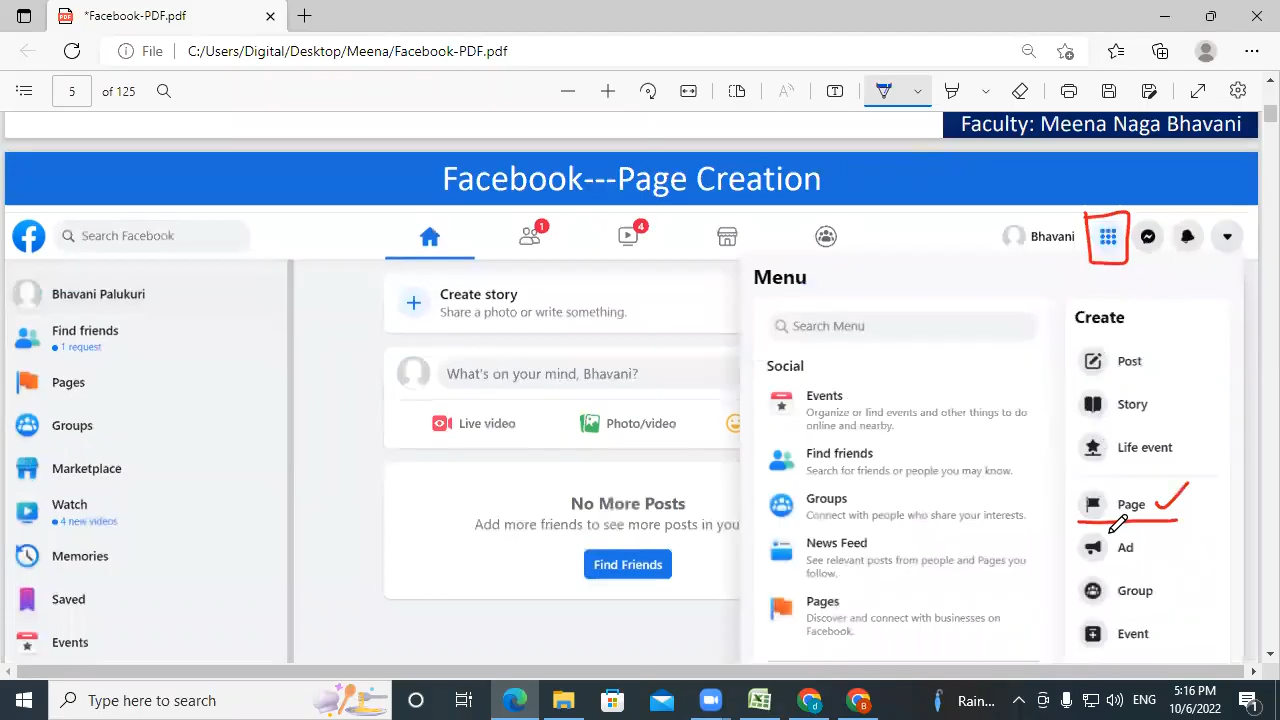 *Facebook-PDF.pdf
File C:/Users/Digital/Desktop/Meena/Facebook-PDF.pdf
5 of 125
Faculty: Meena Naga Bhavani
Facebook---Page Creation
Search Facebook
1
4
Bhavani
Bhavani Palukuri
Find friends
1 request
Pages
Groups
Marketplace
Watch
4 new videos
Memories
Saved
Events
Create story
Share a photo or write something.
What's on your mind, Bhavani?
Live video
Photo/video
No More Posts
Add more friends to see more posts in you
Find Friends
Menu
Search Menu
Social
Events
Organize or find events and other things to do
online and nearby.
Find friends
Search for friends or people you may know.
Groups
Connect with people who share your interests.
News Feed
See relevant posts from people and Pages you
follow.
Pages
Discover and connect with businesses on
Facebook.
Create
Post
Story
Life event
Page
Ad
Group
Event
Type here to search
Rain...
ENG
5:16 PM
10/6/2022
1